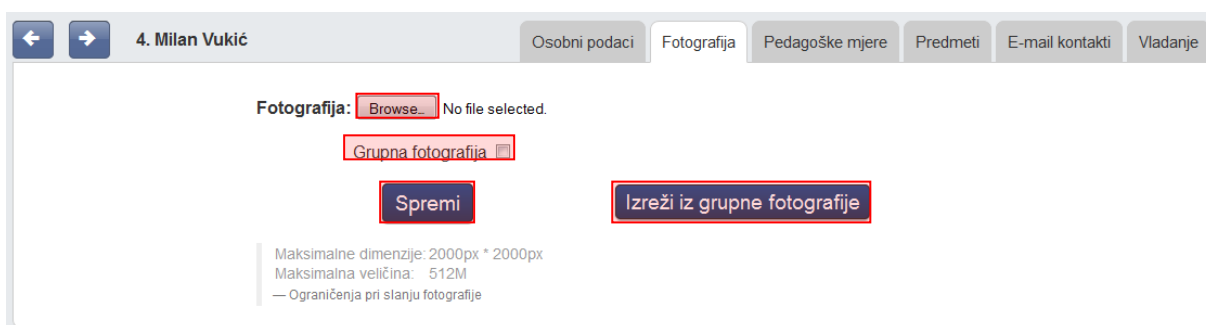 4. Milan Vukić
Osobni podaci Fotografija Pedagoške mjere Predmeti E-mail kontakti Vladanje
Fotografija: Browse… No file selected.
Grupna fotografija
Spremi Izreži iz grupne fotografije
Maksimalne dimenzije: 2000px * 2000px
Maksimalna veličina: 512M
— Ograničenja pri slanju fotografije